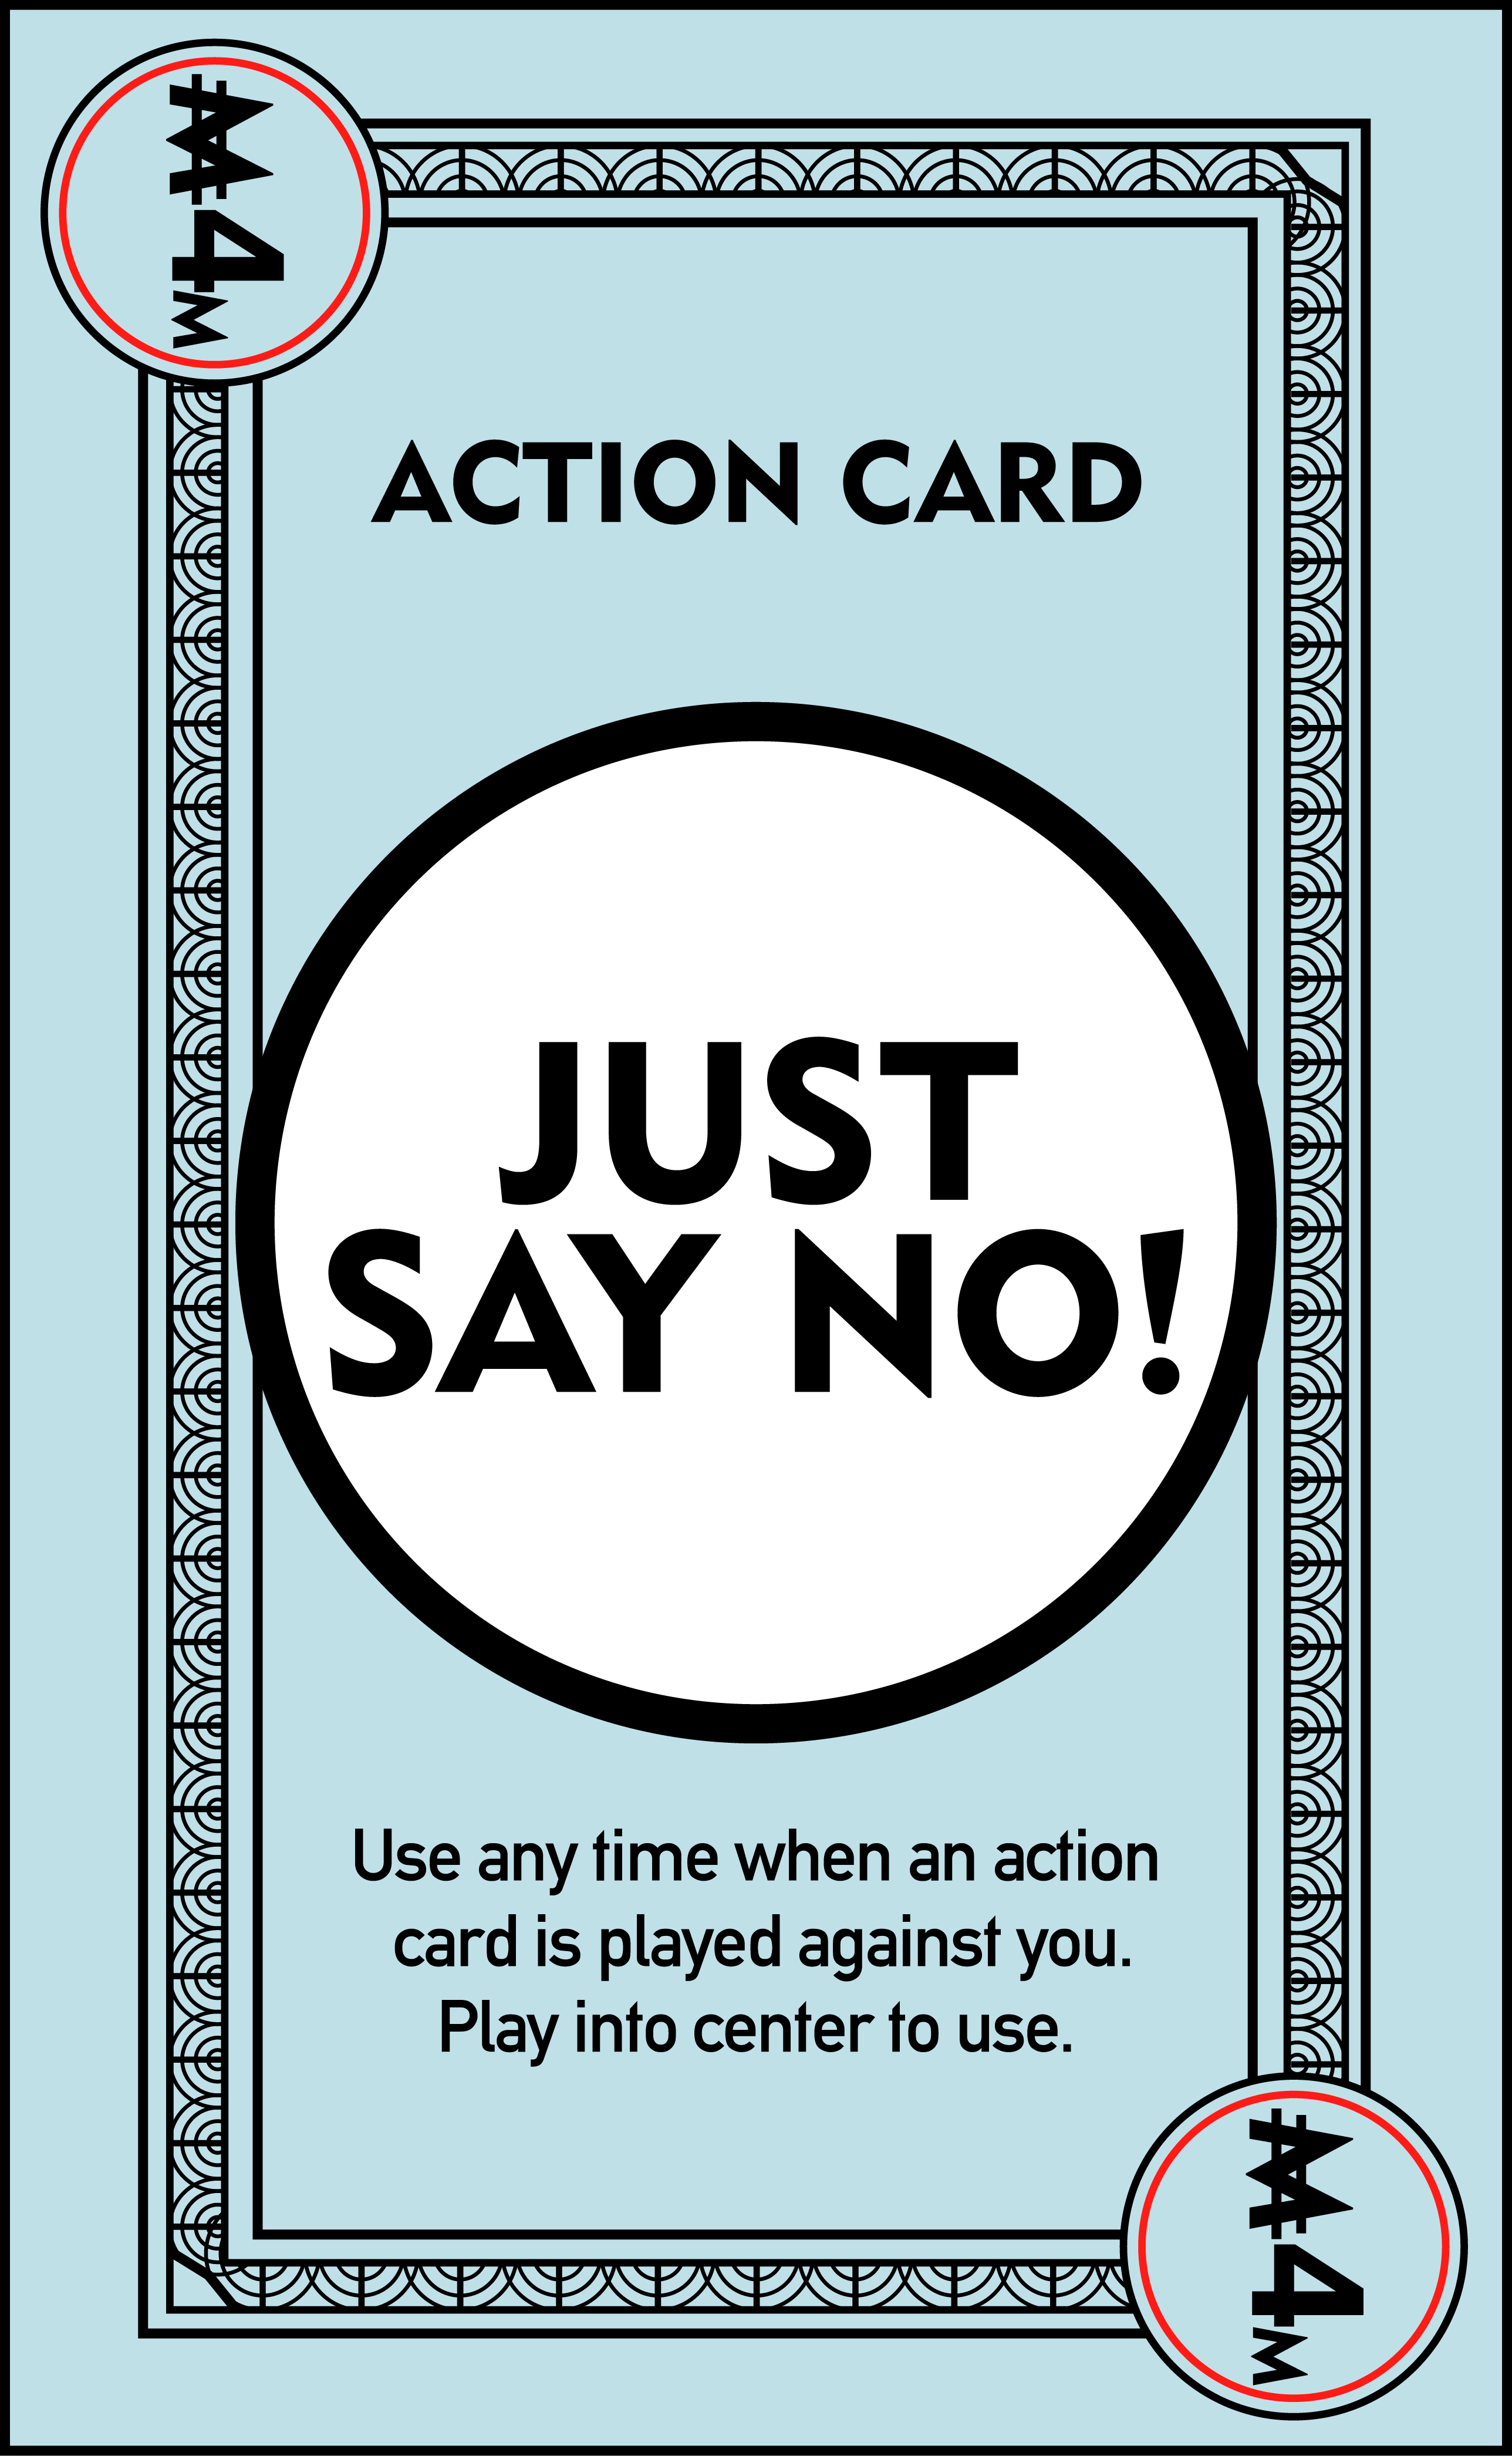 ₩4M
ACTION CARD
JUST
SAY NO!
Use any time when an action
card is played against you.
Play into center to use.
₩4M